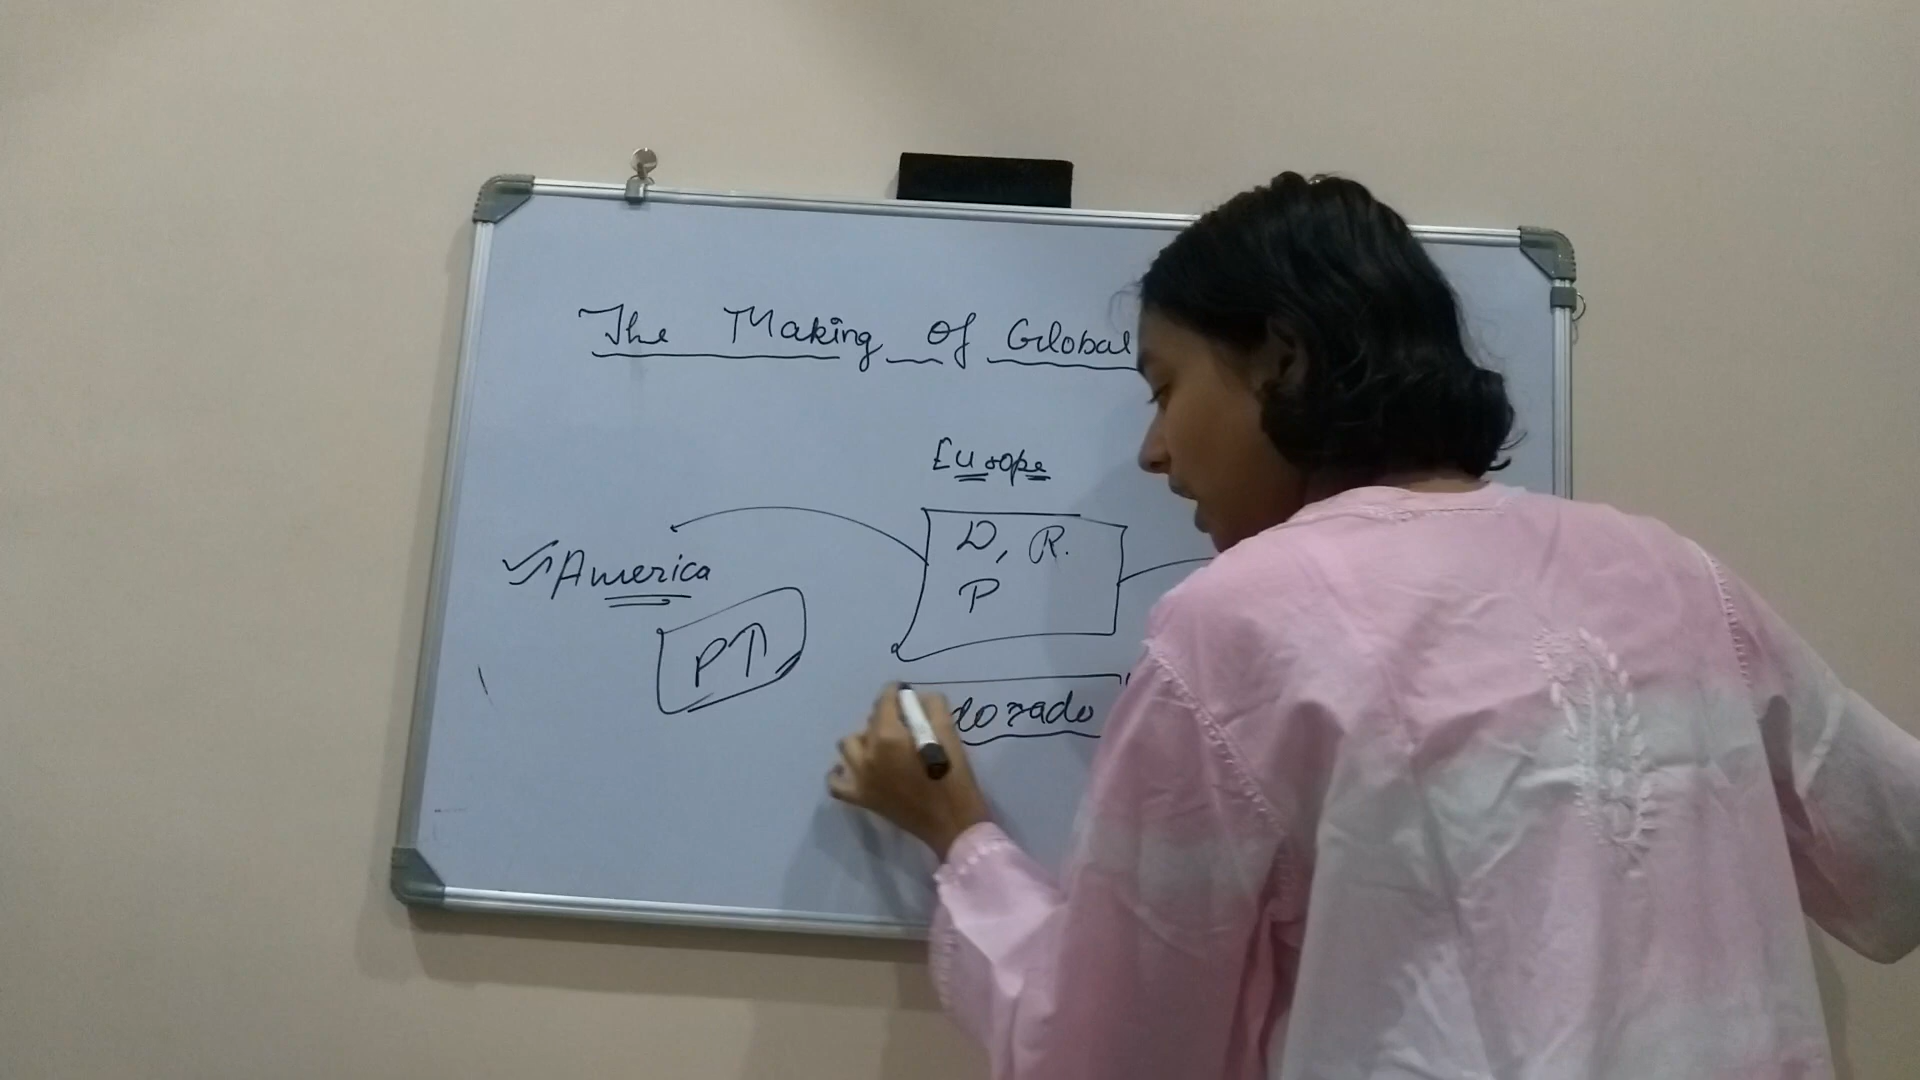 The Making of Global
Europe
D, R.
P
America
PT
dorado